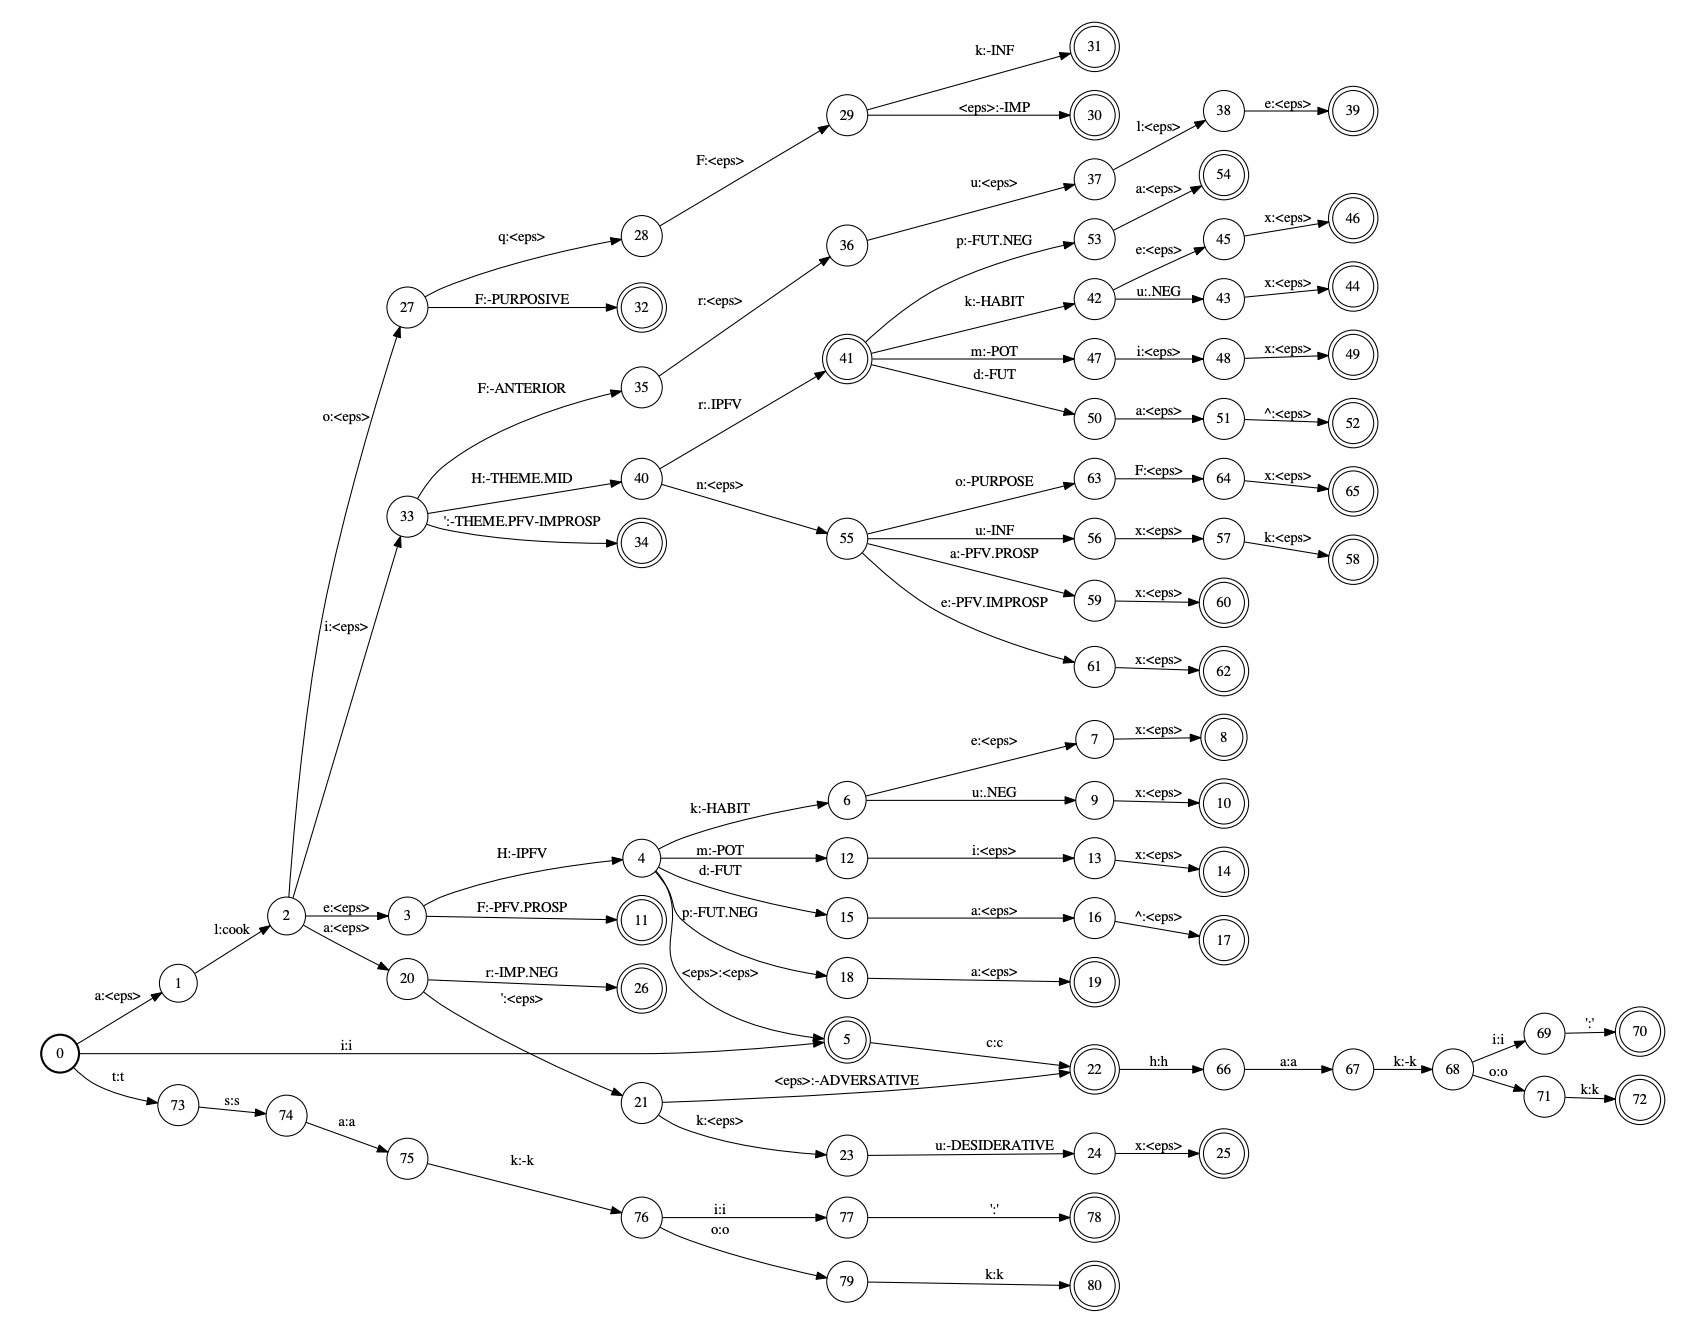 k:-INF
31
<eps>:-IMP
29
30
F:<eps>
l:<eps>
38
e:<eps>
39
u:<eps>
37
a:<eps>
54
q:<eps>
28
36
p:-FUT.NEG
53
e:<eps>
45
x:<eps>
46
27
F:-PURPOSIVE
32
r:<eps>
k:-HABIT
42
u:.NEG
43
x:<eps>
44
F:-ANTERIOR
35
41
m:-POT
47
i:<eps>
48
x:<eps>
49
o:<eps>
r:.IPFV
d:-FUT
50
a:<eps>
51
^:<eps>
52
H:-THEME.MID
40
n:<eps>
o:-PURPOSE
63
F:<eps>
64
x:<eps>
65
33
':-THEME.PFV-IMPROSP
34
55
u:-INF
56
x:<eps>
57
k:<eps>
58
a:-PFV.PROSP
59
x:<eps>
60
i:<eps>
e:-PFV.IMPROSP
61
x:<eps>
62
e:<eps>
7
x:<eps>
8
k:-HABIT
6
u:.NEG
9
x:<eps>
10
H:-IPFV
4
m:-POT
12
i:<eps>
13
x:<eps>
14
d:-FUT
2
e:<eps>
3
F:-PFV.PROSP
11
p:-FUT.NEG
15
a:<eps>
16
^:<eps>
17
l:cook
a:<eps>
1
20
r:-IMP.NEG
26
<eps>:<eps>
18
a:<eps>
19
a:<eps>
':<eps>
0
i:i
5
c:c
22
h:h
66
a:a
67
k:-k
68
i:i
69
':'
70
t:t
<eps>:-ADVERSATIVE
o:o
71
k:k
72
73
s:s
74
21
k:<eps>
a:a
75
23
u:-DESIDERATIVE
24
x:<eps>
25
k:-k
76
i:i
77
':'
78
o:o
79
k:k
80